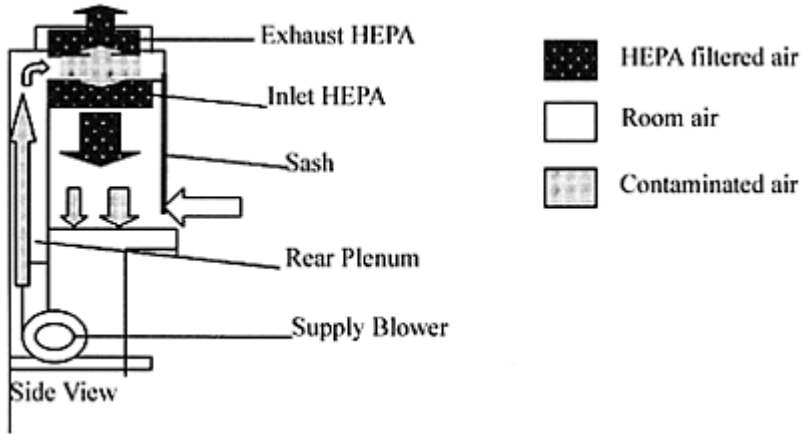 Exhaust HEPA
Inlet HEPA
Sash
Rear Plenum
Supply Blower
Side View
HEPA filtered air
Room air
Contaminated air